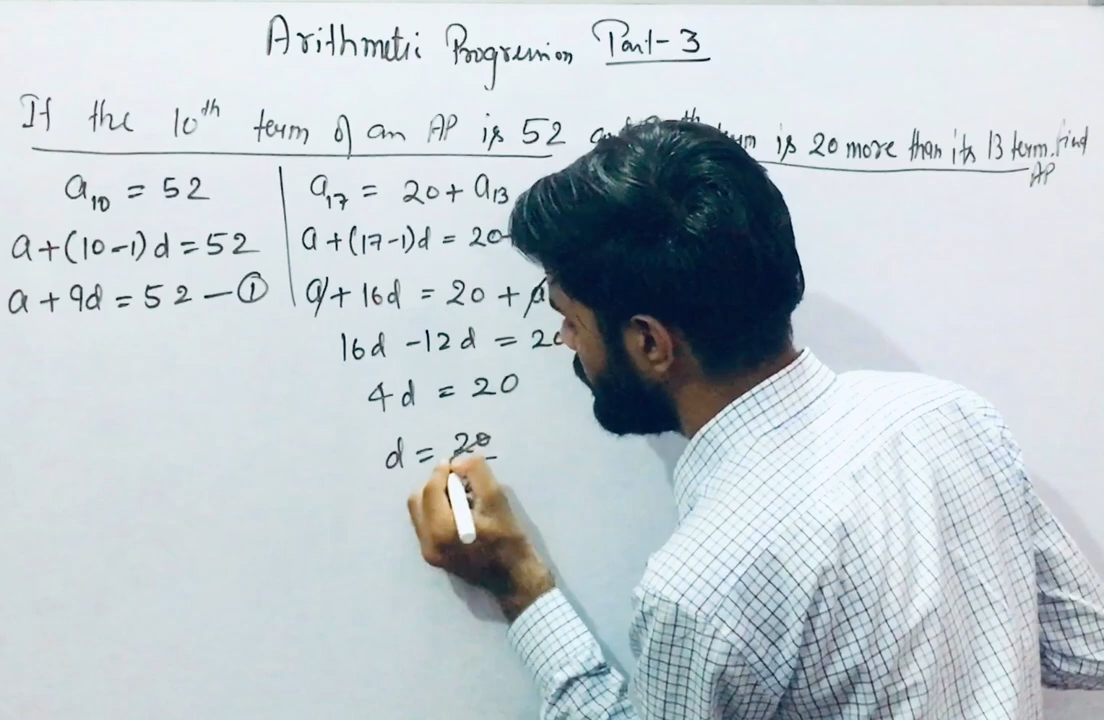 Arithmetic Progression Part-3
If the 10th term of an AP is 52 th is 20 more than its 13 term. find
AP
a10 = 52
a+(10-1)d=52
a+9d=52 - ①
a17 = 20+ a13
a+(17-1)d = 20
a+16d = 20 +
16d -12d = 20
4d = 20
d = 20